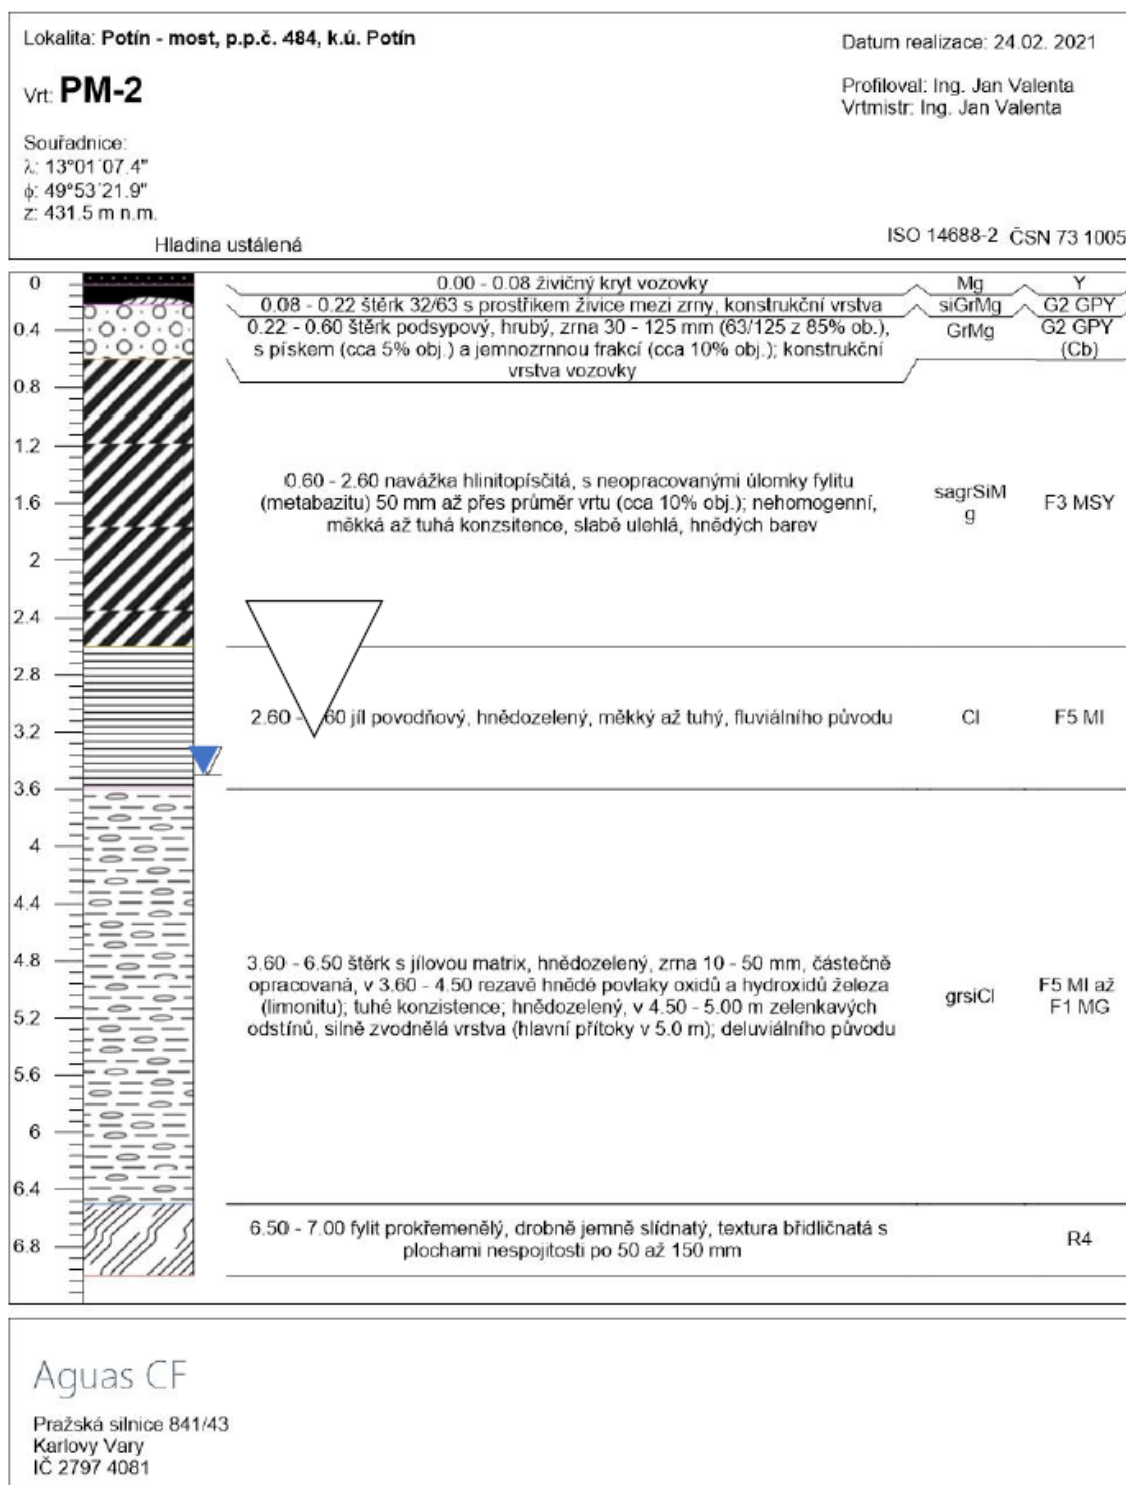 Lokalita: Potín - most, p.p.č. 484, k.ú. Potín
Datum realizace: 24.02. 2021
Vrt: PM-2
Profiloval: Ing. Jan Valenta
Vrtmistr: Ing. Jan Valenta
Souřadnice:
λ: 13°01´07.4"
ϕ: 49°53´21.9"
z: 431.5 m n.m.
Hladina ustálená
ISO 14688-2 ČSN 73 1005
0
0.00 - 0.08 živičný kryt vozovky
Mg
Y
0.08 - 0.22 štěrk 32/63 s prostřikem živice mezi zrny, konstrukční vrstva
siGrMg
G2 GPY
0.4
0.22 - 0.60 štěrk podsypový, hrubý, zrna 30 - 125 mm (63/125 z 85% ob.),
s pískem (cca 5% obj.) a jemnozrnnou frakcí (cca 10% obj.); konstrukční
vrstva vozovky
GrMg
G2 GPY
(Cb)
0.8
1.2
0.60 - 2.60 navážka hlinitopísčitá, s neopracovanými úlomky fylitu
(metabazitu) 50 mm až přes průměr vrtu (cca 10% obj.); nehomogenní,
měkká až tuhá konzsitence, slabě ulehlá, hnědých barev
sagrSiM
g
F3 MSY
1.6
2
2.4
2.8
2.60 - 60 jíl povodňový, hnědozelený, měkký až tuhý, fluviálního původu
Cl
F5 MI
3.2
3.6
4
4.4
4.8
3.60 - 6.50 štěrk s jílovou matrix, hnědozelený, zrna 10 - 50 mm, částečně
opracovaná, v 3.60 - 4.50 rezavě hnědé povlaky oxidů a hydroxidů železa
(limonitu); tuhé konzistence; hnědozelený, v 4.50 - 5.00 m zelenkavých
odstínů, silně zvodnělá vrstva (hlavní přítoky v 5.0 m); deluviálního původu
grsiCl
F5 MI až
F1 MG
5.2
5.6
6
6.4
6.50 - 7.00 fylit prokřemenělý, drobně jemně slídnatý, textura břidličnatá s
plochami nespojitosti po 50 až 150 mm
R4
6.8
Aguas CF
Pražská silnice 841/43
Karlovy Vary
IČ 2797 4081